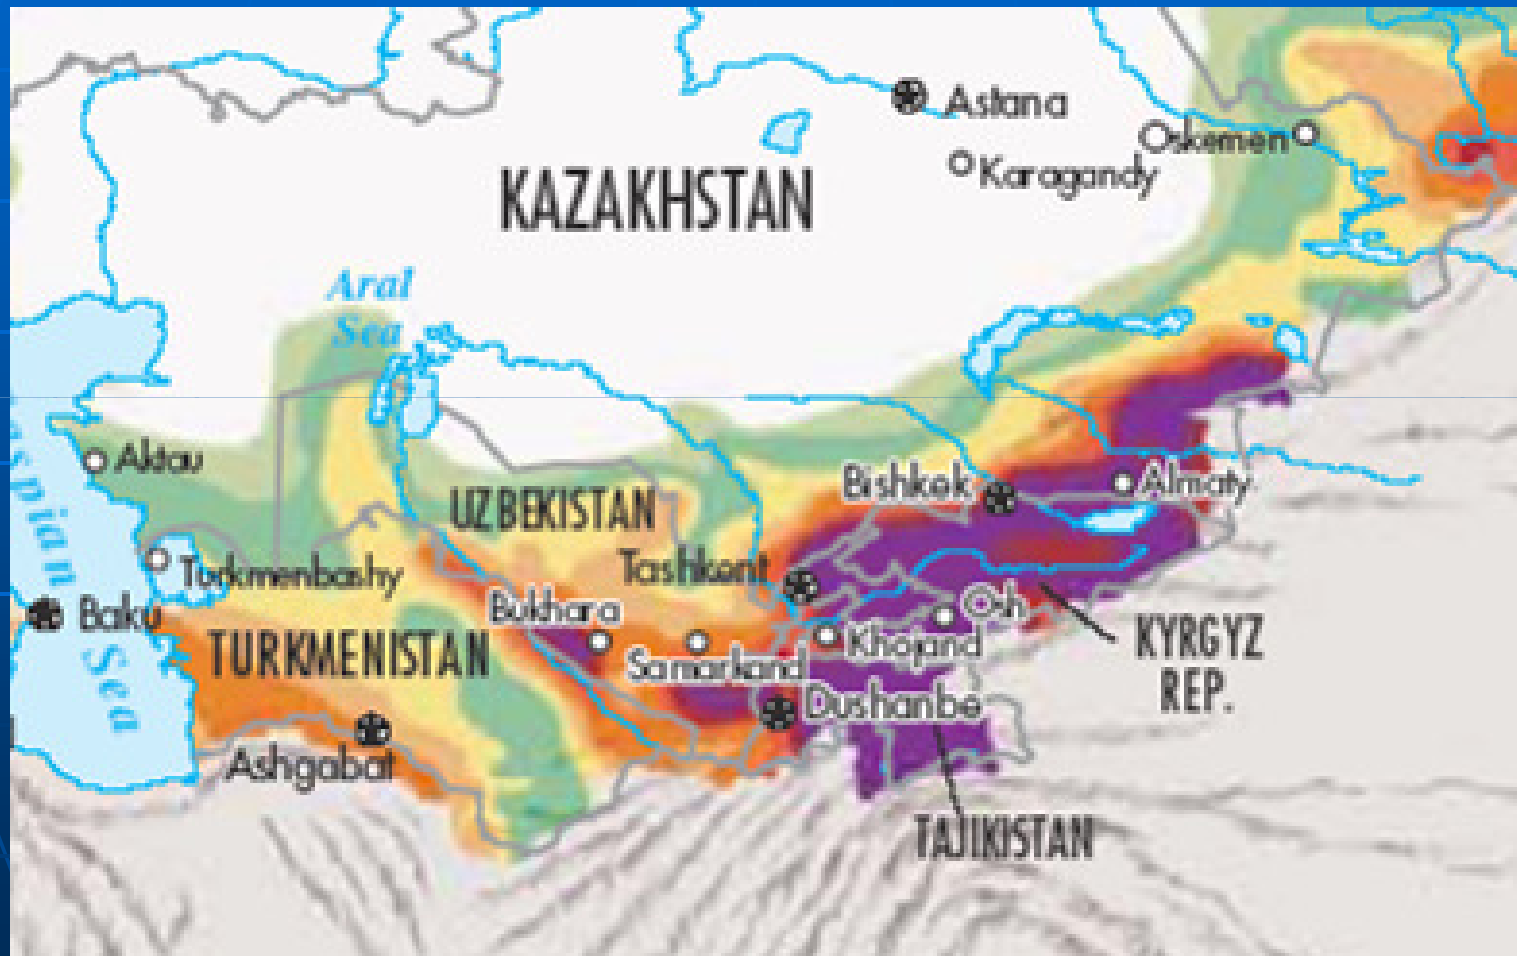 Astana
Oskemen
Karagandy
KAZAKHSTAN
Aral
Sea
Aktau
Bishkek
Almaty
UZBEKISTAN
Tashkent
Turkmenbashy
Caspian Sea
Baku
Bukhara
Osh
Khojand
TURKMENISTAN
Samarkand
KYRGYZ
REP.
Dushanbe
Ashgabat
TAJIKISTAN